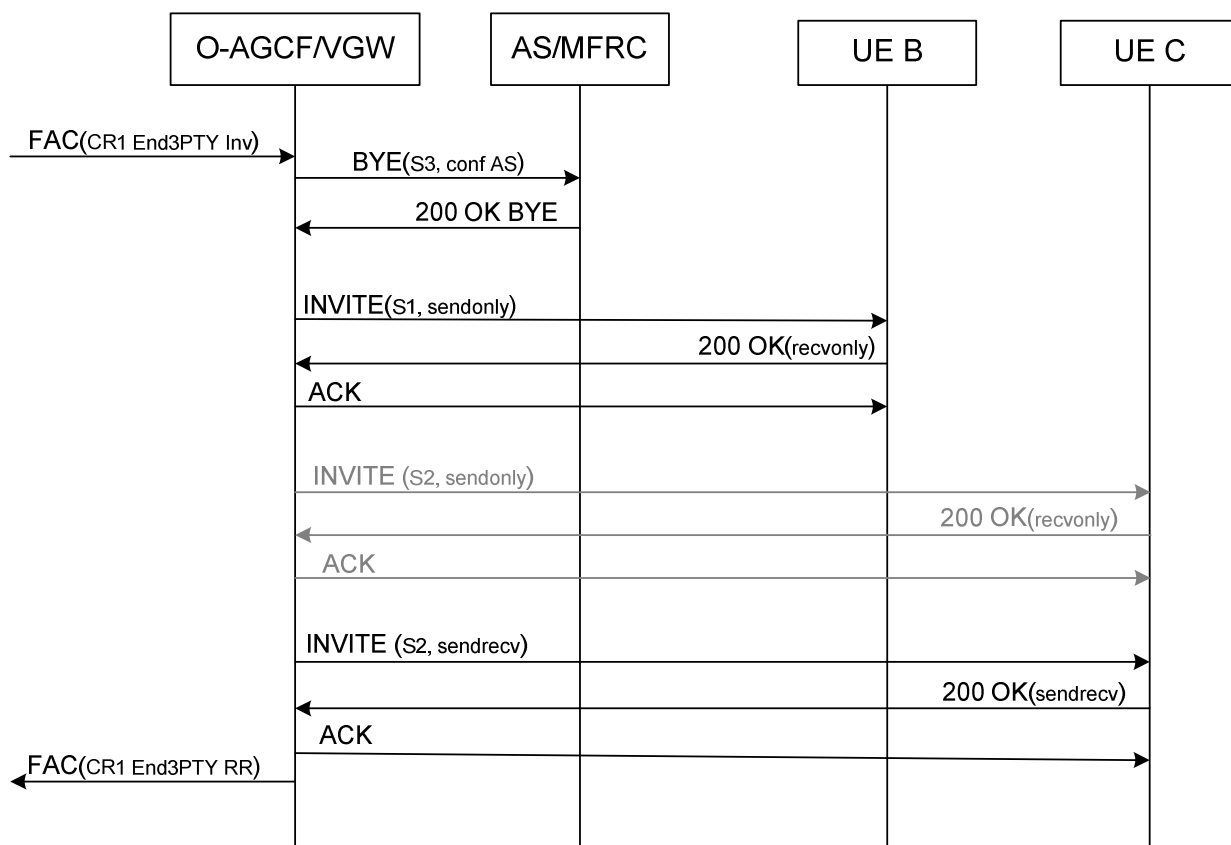 O-AGCF/VGW
AS/MFRC
UE B
UE C
FAC(CR1 End3PTY Inv)
BYE(S3, conf AS)
200 OK BYE
INVITE(S1, sendonly)
200 OK(recvonly)
ACK
INVITE (S2, sendonly)
200 OK(recvonly)
ACK
INVITE (S2, sendrecv)
200 OK(sendrecv)
ACK
FAC(CR1 End3PTY RR)